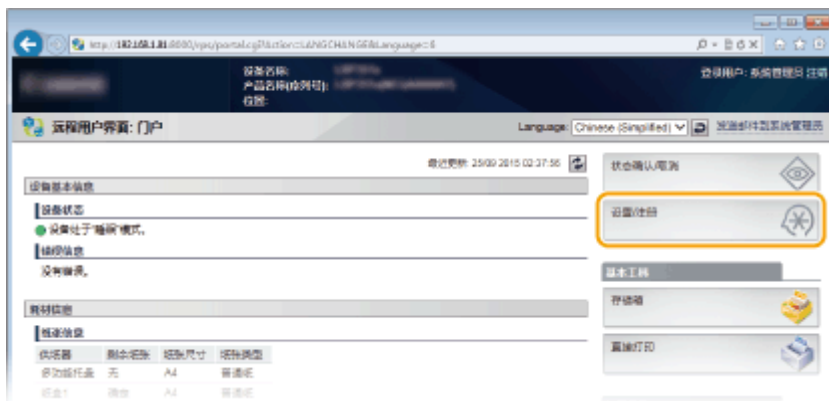 http://192.168.1.81:8000/rps/portal.cgi?Action=LANGCHANGE&Language=6
设备名称:
产品名称(序列号):
位置:
登录用户: 系统管理员 注销
远程用户界面: 门户
Language: Chinese (Simplified)
发送邮件到系统管理员
最近更新: 25/09 2015 02:37:56
设备基本信息
设备状态
设备处于"睡眠"模式。
错误信息
没有错误。
耗材信息
纸张信息
供纸器 剩余纸张 纸张尺寸 纸张类型
多功能托盘 无 A4 普通纸
纸盒1 确定 A4 普通纸
状态确认/取消
设置/注册
基本工具
存储箱
直接打印